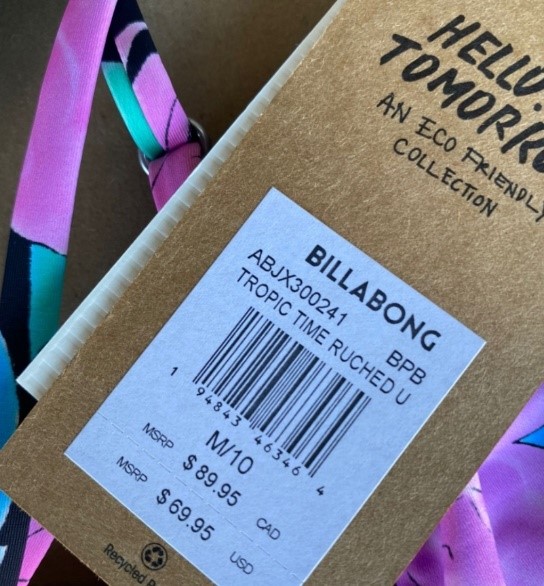 HELLO
AN ECO FRIENDLY
COLLECTION
BILLABONG
ABJX300241 BPB
TROPIC TIME RUCHED U
1 94843 46346 4
M/10
MSRP $89.95 CAD
MSRP $69.95 USD
Recycled